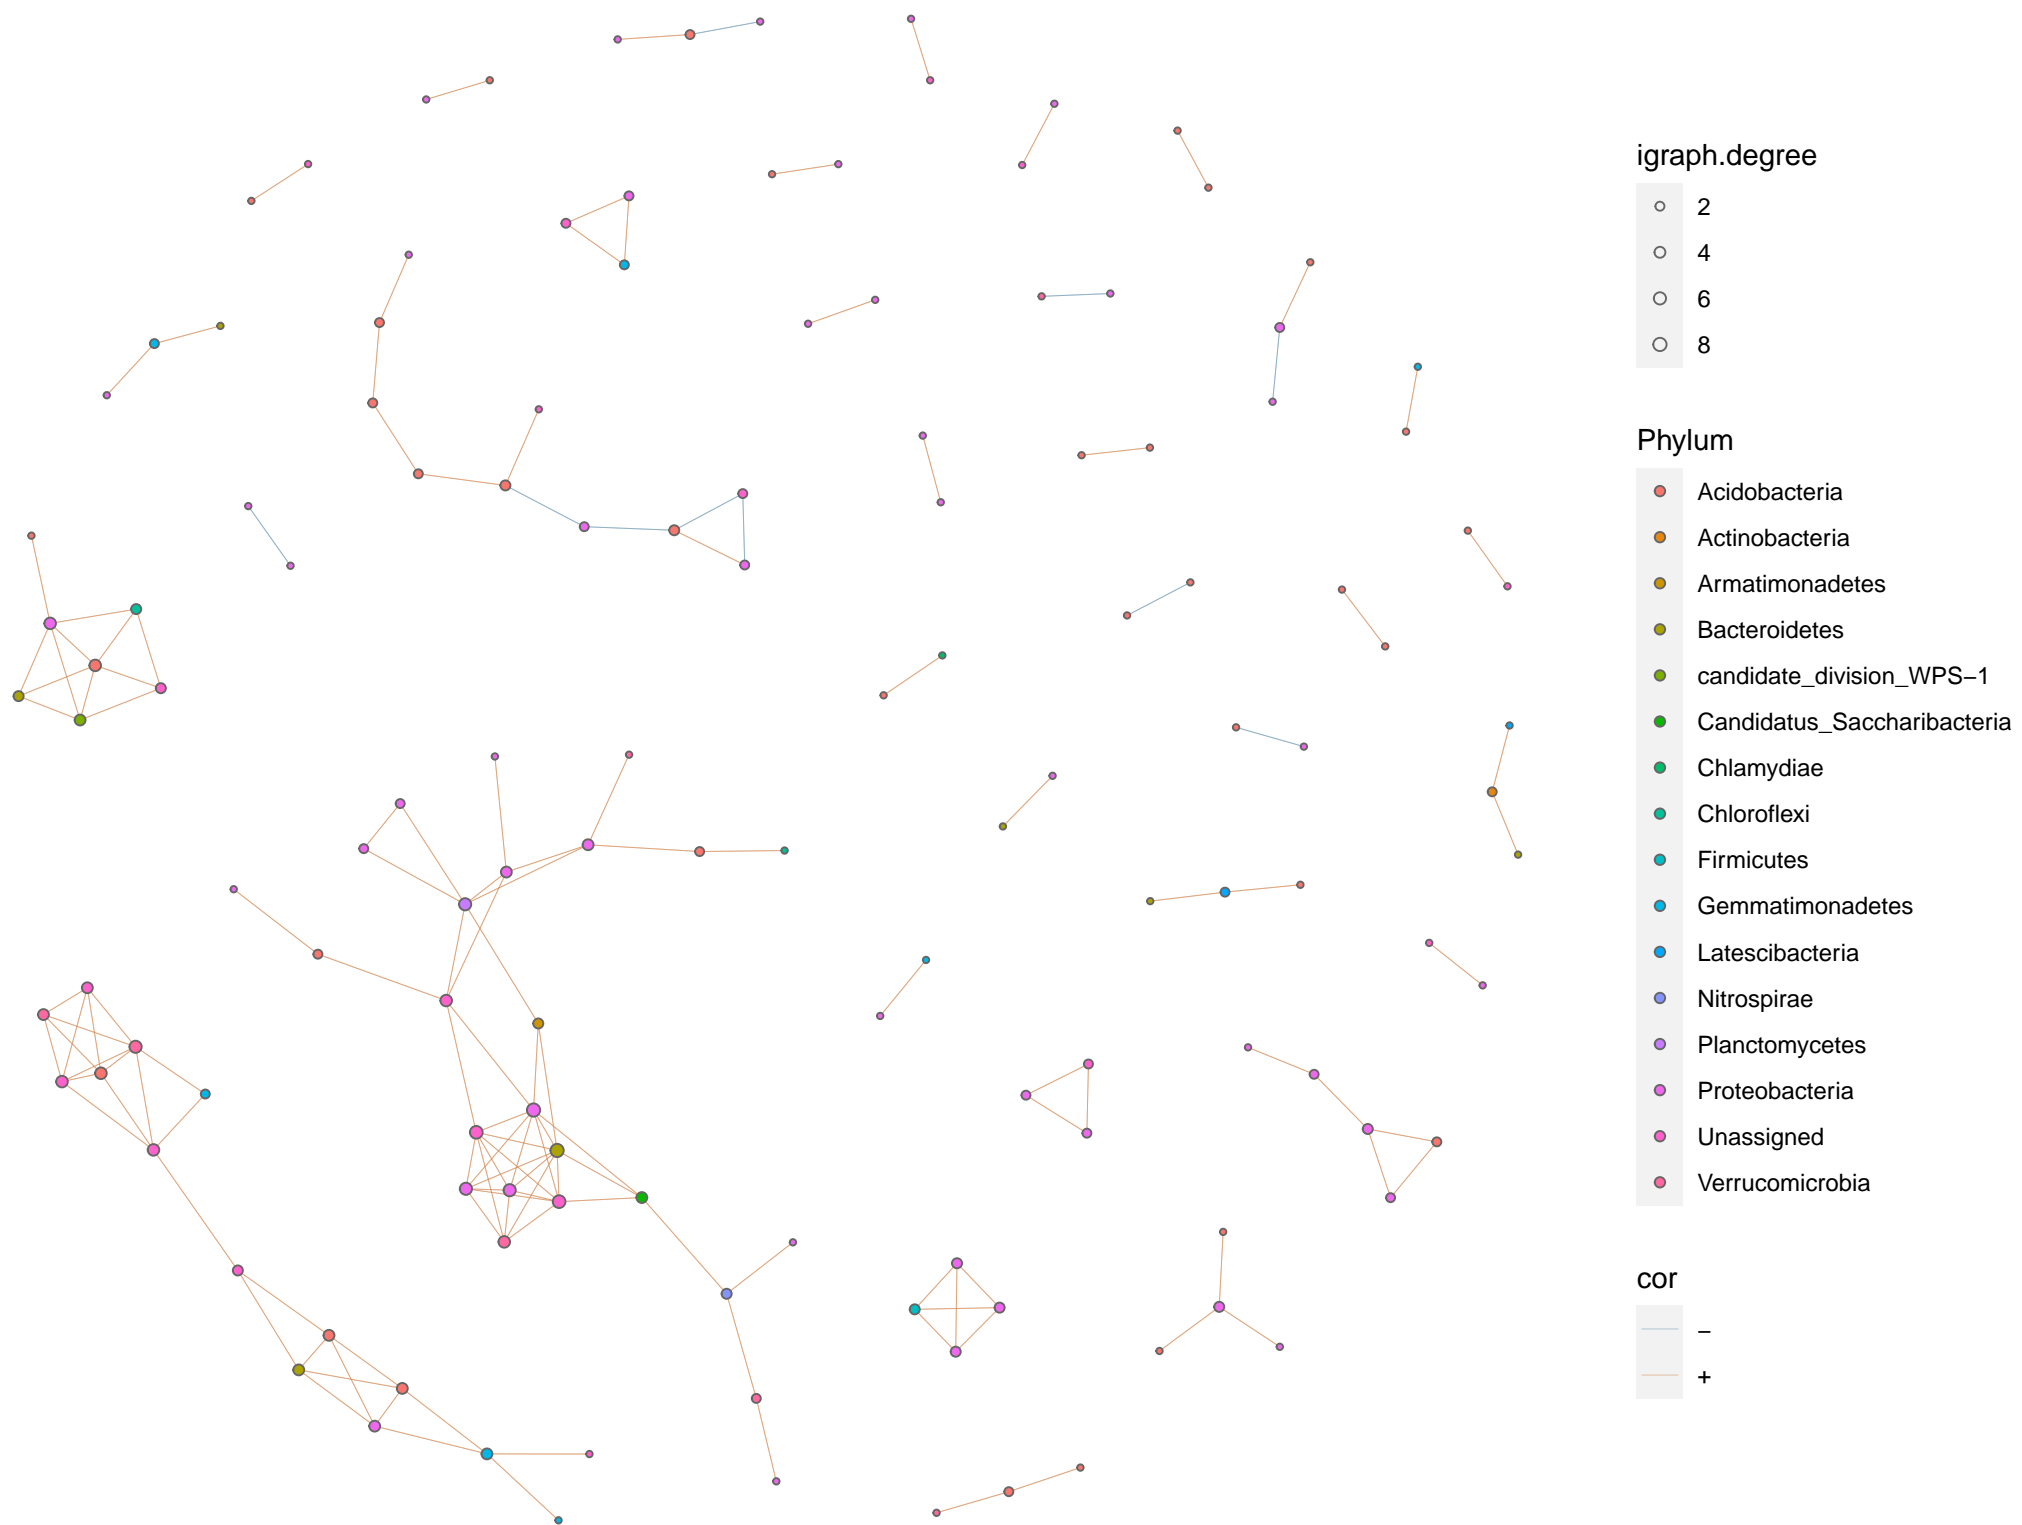 igraph.degree
2
4
6
8
Phylum
Acidobacteria
Actinobacteria
Armatimonadetes
Bacteroidetes
candidate_division_WPS−1
Candidatus_Saccharibacteria
Chlamydiae
Chloroflexi
Firmicutes
Gemmatimonadetes
Latescibacteria
Nitrospirae
Planctomycetes
Proteobacteria
Unassigned
Verrucomicrobia
cor
−
+